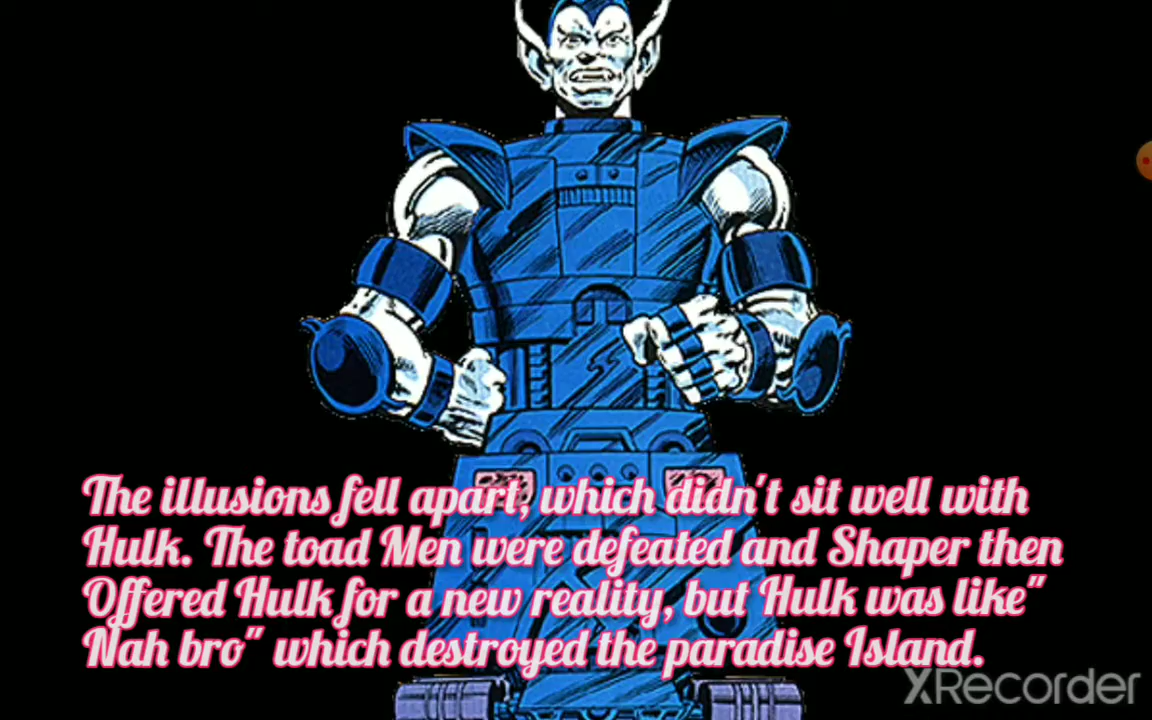 The illusions fell apart, which didn't sit well with
Hulk. The toad Men were defeated and Shaper then
Offered Hulk for a new reality, but Hulk was like"
Nah bro" which destroyed the paradise Island.
XRecorder